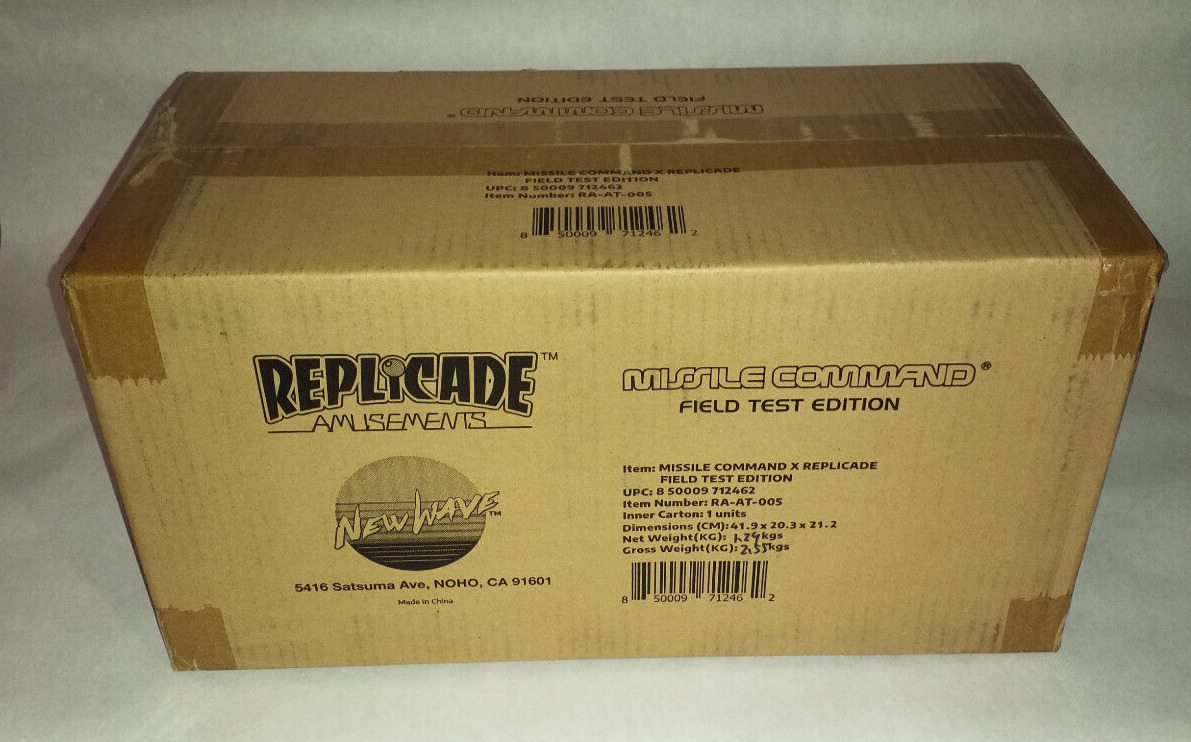 MISSILE COMMAND®
FIELD TEST EDITION
Item: MISSILE COMMAND X REPLICADE
FIELD TEST EDITION
UPC: 8 50009 712462
Item Number: RA-AT-005
8 50009 71246 2
REPLICADE™
AMUSEMENTS
NEW WAVE™
5416 Satsuma Ave, NOHO, CA 91601
Made in China
MISSILE COMMAND®
FIELD TEST EDITION
Item: MISSILE COMMAND X REPLICADE
FIELD TEST EDITION
UPC: 8 50009 712462
Item Number: RA-AT-005
Inner Carton: 1 units
Dimensions (CM): 41.9 x 20.3 x 21.2
Net Weight(KG): 1.29kgs
Gross Weight(KG): 2.55kgs
8 50009 71246 2